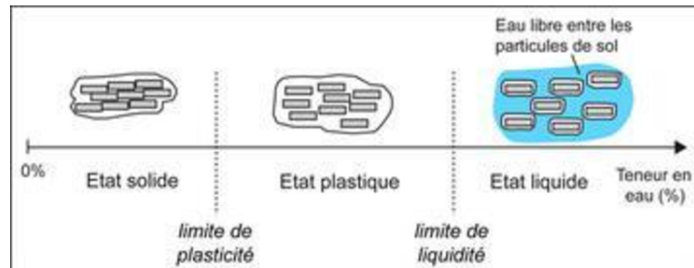 Eau libre entre les
particules de sol
0%
Etat solide
Etat plastique
Etat liquide
Teneur en
eau (%)
limite de
plasticité
limite de
liquidité